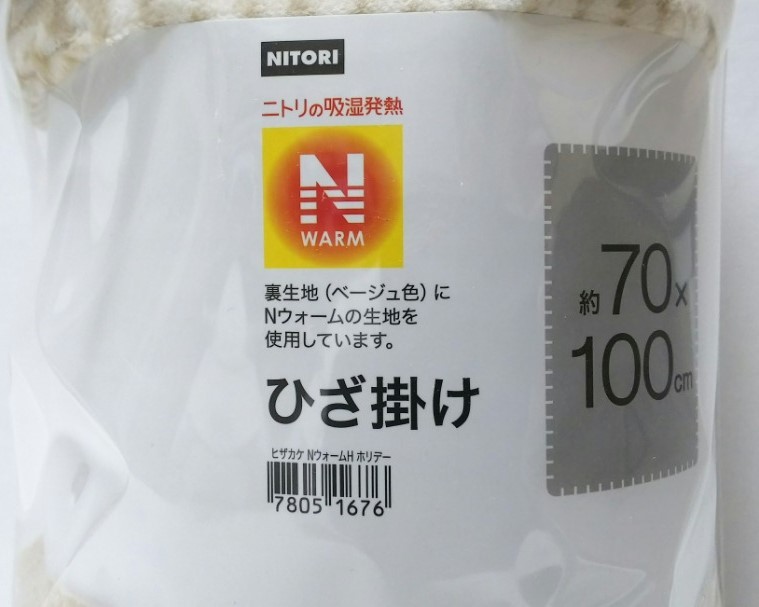 NITORI
ニトリの吸湿発熱
N
WARM
裏生地（ベージュ色）に
Nウォームの生地を
使用しています。
ひざ掛け
ヒザカケ NウォームH ホリデー
7805 1676
約70×
100cm